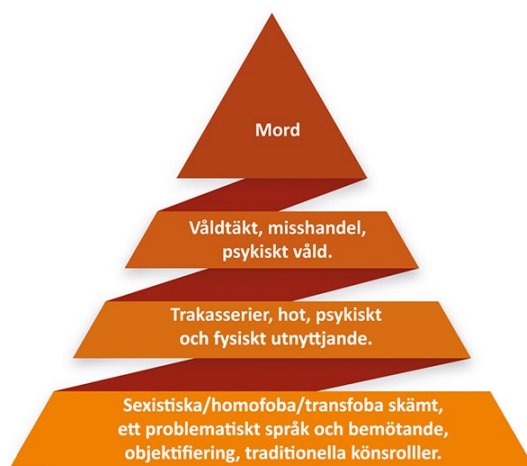 Mord
Våldtäkt, misshandel,
psykiskt våld.
Trakasserier, hot, psykiskt
och fysiskt utnyttjande.
Sexistiska/homofoba/transfoba skämt,
ett problematiskt språk och bemötande,
objektifiering, traditionella könsrolller.